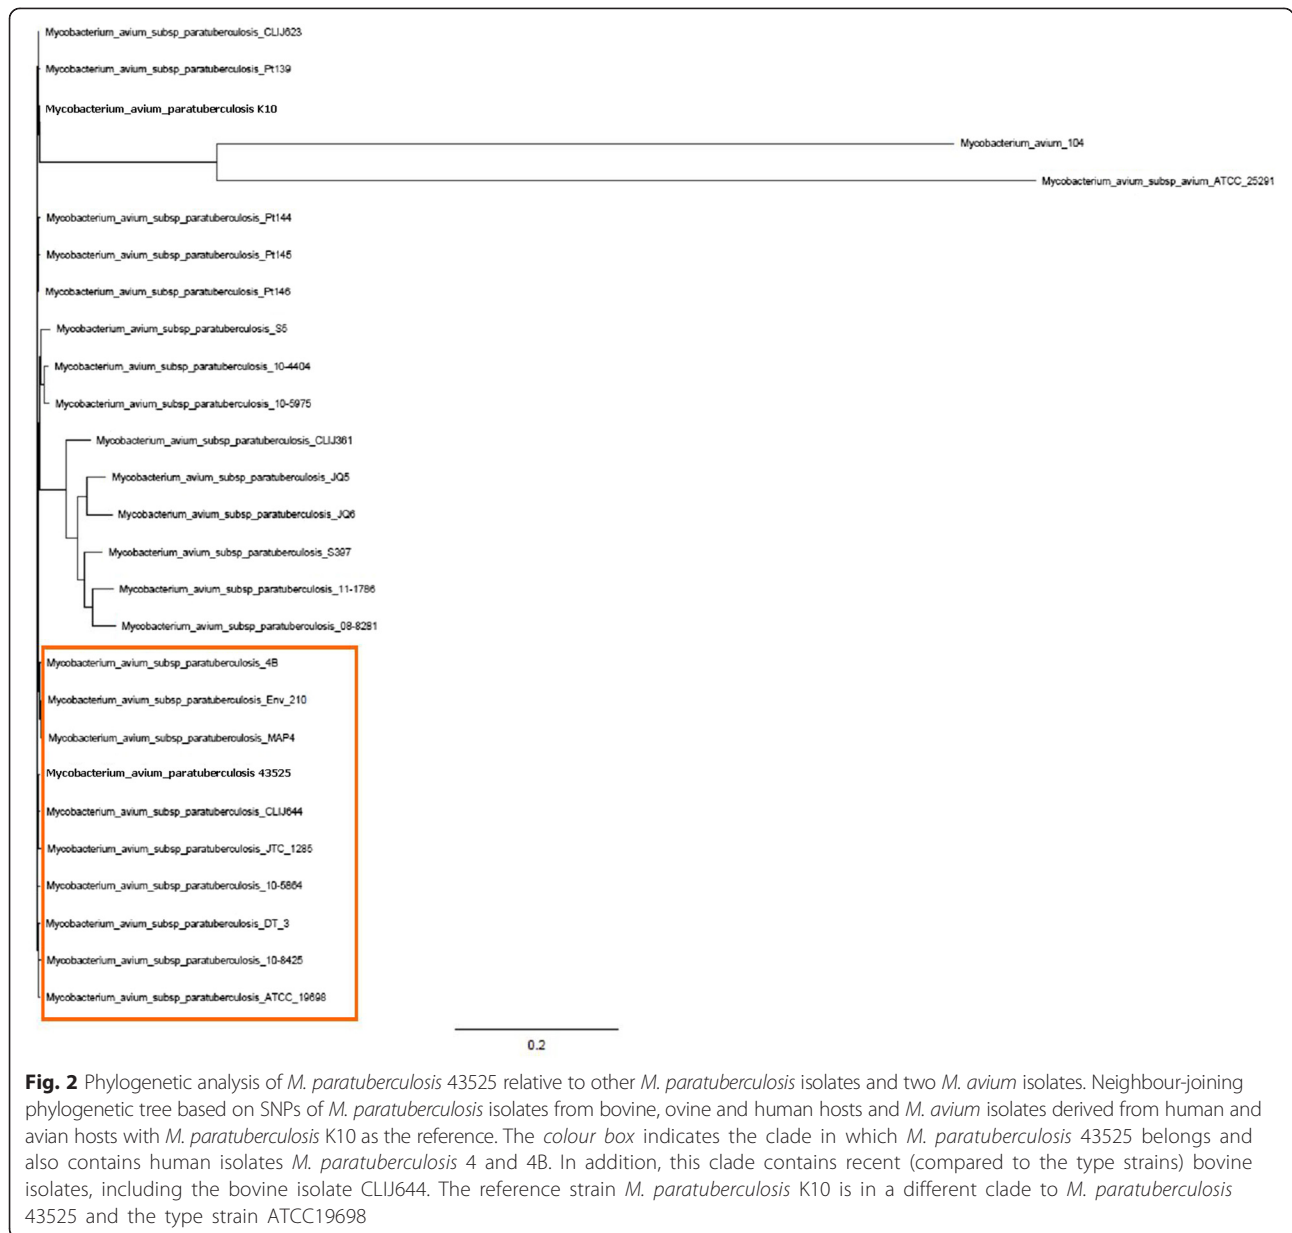 Mycobacterium_avium_subsp_paratuberculosis_CLIJ623
Mycobacterium_avium_subsp_paratuberculosis_Pt139
Mycobacterium_avium_paratuberculosis K10
Mycobacterium_avium_104
Mycobacterium_avium_subsp_avium_ATCC_25291
Mycobacterium_avium_subsp_paratuberculosis_Pt144
Mycobacterium_avium_subsp_paratuberculosis_Pt145
Mycobacterium_avium_subsp_paratuberculosis_Pt146
Mycobacterium_avium_subsp_paratuberculosis_S5
Mycobacterium_avium_subsp_paratuberculosis_10-4404
Mycobacterium_avium_subsp_paratuberculosis_10-5975
Mycobacterium_avium_subsp_paratuberculosis_CLIJ361
Mycobacterium_avium_subsp_paratuberculosis_JQ5
Mycobacterium_avium_subsp_paratuberculosis_JQ6
Mycobacterium_avium_subsp_paratuberculosis_S397
Mycobacterium_avium_subsp_paratuberculosis_11-1786
Mycobacterium_avium_subsp_paratuberculosis_08-8281
Mycobacterium_avium_subsp_paratuberculosis_4B
Mycobacterium_avium_subsp_paratuberculosis_Env_210
Mycobacterium_avium_subsp_paratuberculosis_MAP4
Mycobacterium_avium_paratuberculosis 43525
Mycobacterium_avium_subsp_paratuberculosis_CLIJ644
Mycobacterium_avium_subsp_paratuberculosis_JTC_1285
Mycobacterium_avium_subsp_paratuberculosis_10-5864
Mycobacterium_avium_subsp_paratuberculosis_DT_3
Mycobacterium_avium_subsp_paratuberculosis_10-8425
Mycobacterium_avium_subsp_paratuberculosis_ATCC_19698
0.2
Fig. 2 Phylogenetic analysis of M. paratuberculosis 43525 relative to other M. paratuberculosis isolates and two M. avium isolates. Neighbour-joining
phylogenetic tree based on SNPs of M. paratuberculosis isolates from bovine, ovine and human hosts and M. avium isolates derived from human and
avian hosts with M. paratuberculosis K10 as the reference. The colour box indicates the clade in which M. paratuberculosis 43525 belongs and
also contains human isolates M. paratuberculosis 4 and 4B. In addition, this clade contains recent (compared to the type strains) bovine
isolates, including the bovine isolate CLIJ644. The reference strain M. paratuberculosis K10 is in a different clade to M. paratuberculosis
43525 and the type strain ATCC19698